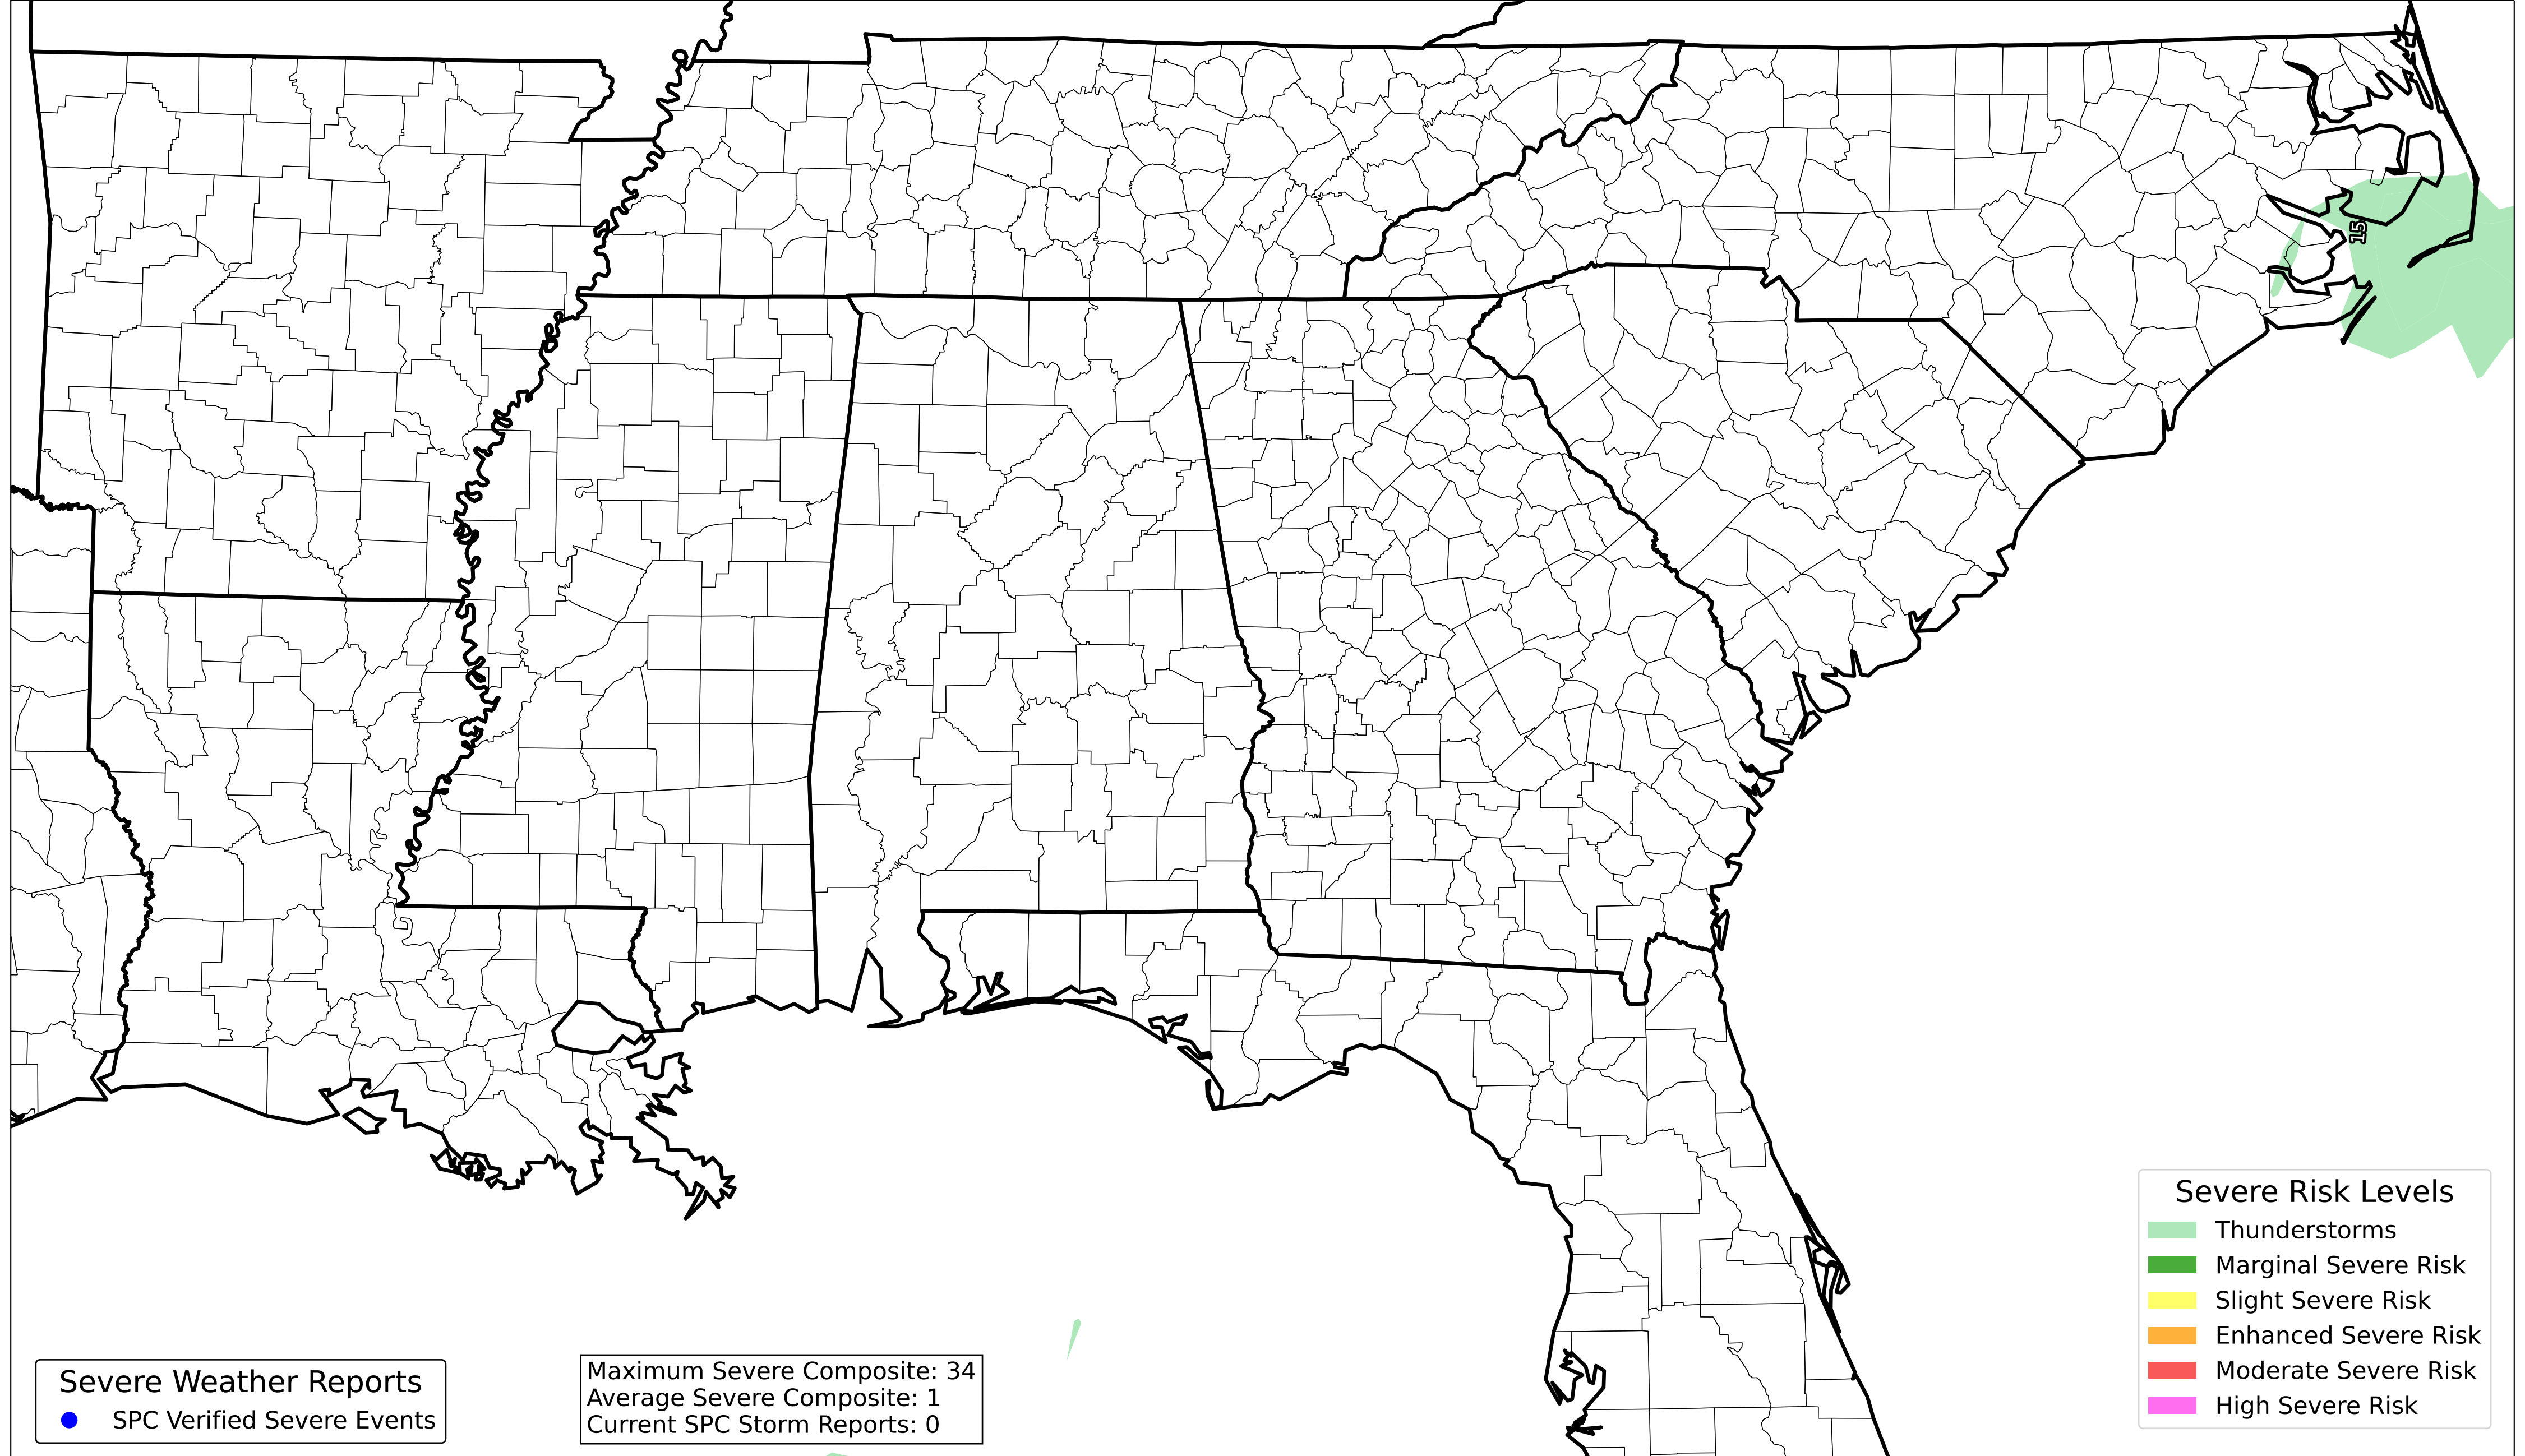 15
Severe Risk Levels
Thunderstorms
Marginal Severe Risk
Slight Severe Risk
Enhanced Severe Risk
Moderate Severe Risk
High Severe Risk
Severe Weather Reports
SPC Verified Severe Events
Maximum Severe Composite: 34
Average Severe Composite: 1
Current SPC Storm Reports: 0